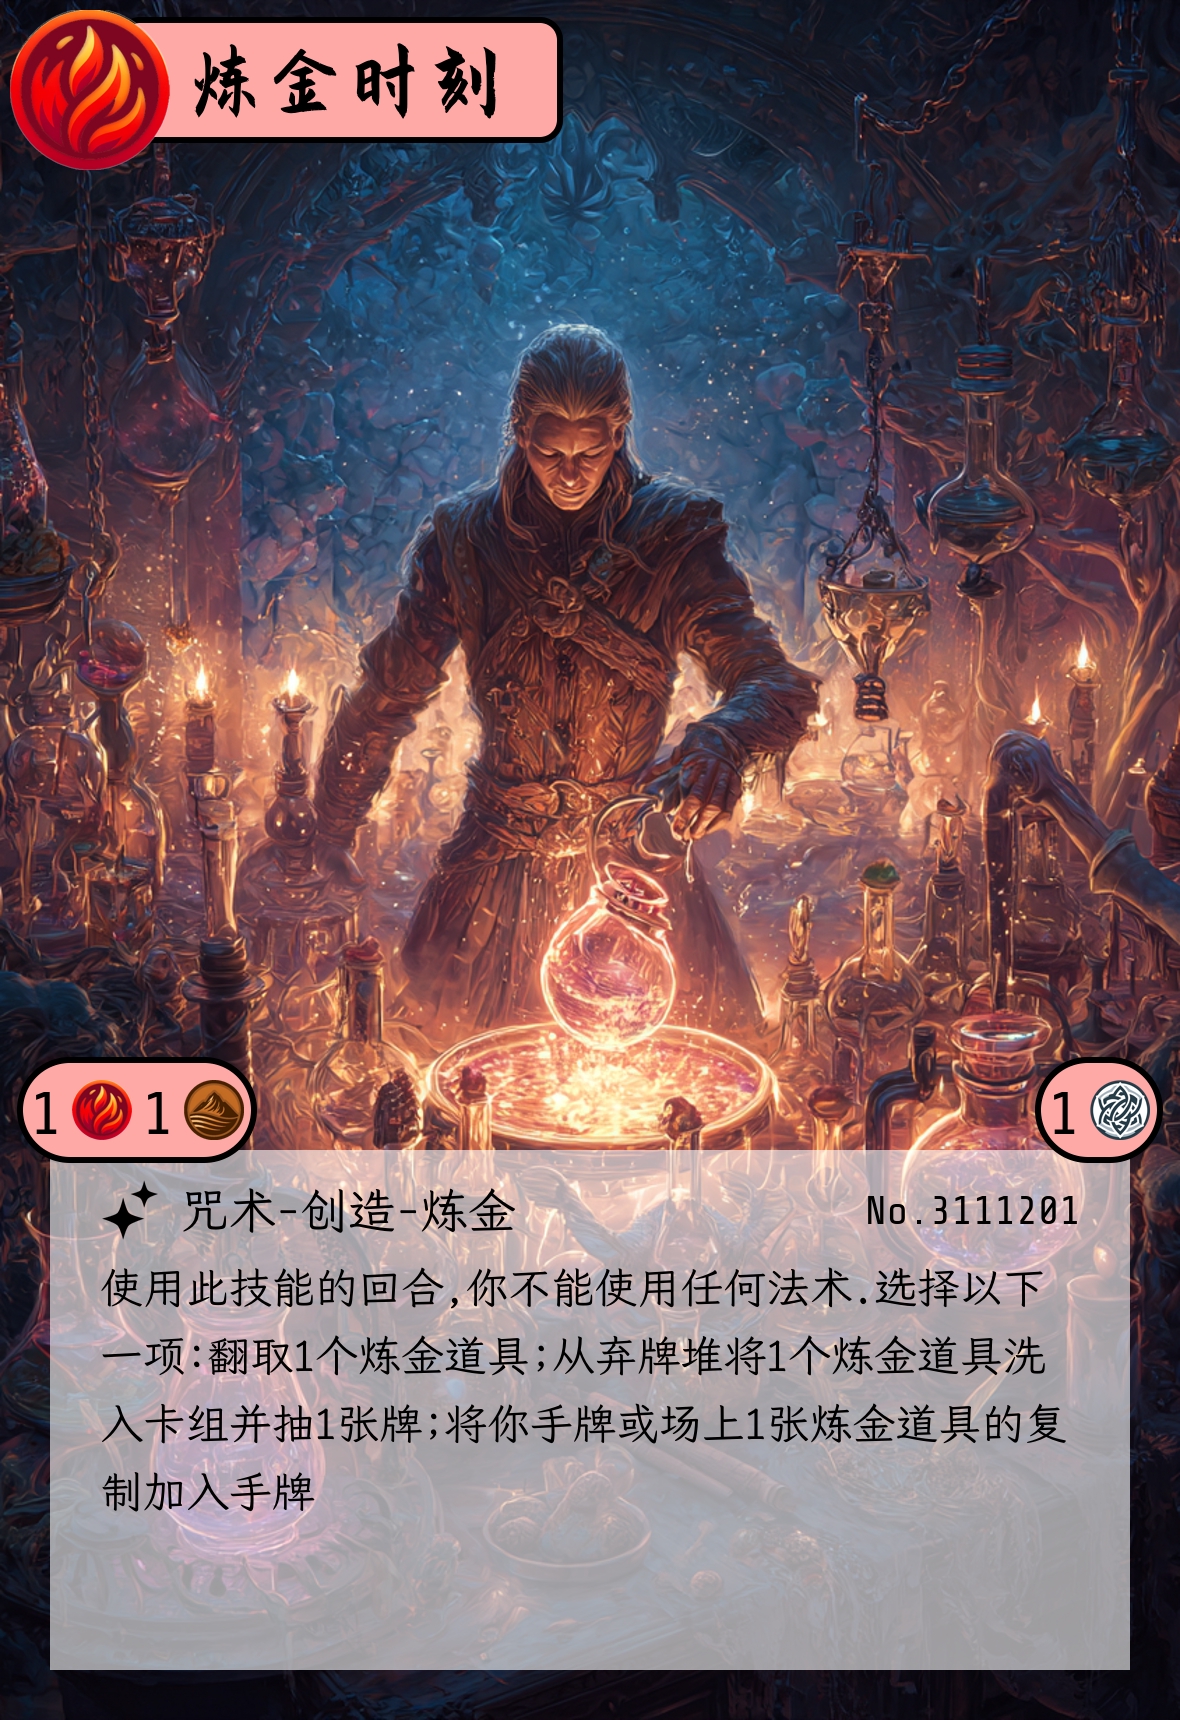 炼金时刻
1 1
1
咒术-创造-炼金
No.3111201
使用此技能的回合,你不能使用任何法术.选择以下
一项:翻取1个炼金道具;从弃牌堆将1个炼金道具洗
入卡组并抽1张牌;将你手牌或场上1张炼金道具的复
制加入手牌